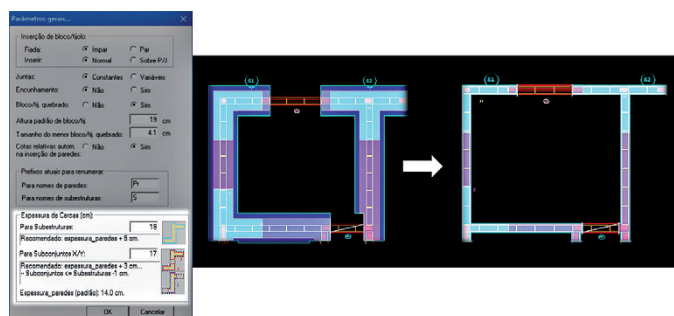 Parâmetros gerais...
Inserção de bloco/tijolo:
Fiada: Ímpar Par
Inserir: Normal Sobre P/J
Juntas: Constantes Variáveis
Encunhamento: Não Sim
Bloco/tij. quebrado: Não Sim
Altura padrão de bloco/tij. 19 cm
Tamanho do menor bloco/tij. quebrado: 4.1 cm
Cotas relativas autom. Não Sim
na inserção de paredes:
Prefixos atuais para renumerar:
Para nomes de paredes: Pr
Para nomes de subestruturas: S
Espessura de Cercas (cm):
Para Subestruturas: 19
Recomendado: espessura_paredes + 5 cm.
Para Subconjuntos X/Y: 17
Recomendado: espessura_paredes + 3 cm...
-- Subconjuntos <= Subestruturas -1 cm.
Espessura_paredes (padrão): 14.0 cm.
OK Cancelar
S1 S2
S1 S2